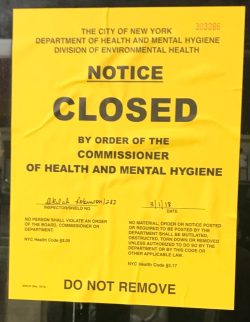 303286
THE CITY OF NEW YORK
DEPARTMENT OF HEALTH AND MENTAL HYGIENE
DIVISION OF ENVIRONMENTAL HEALTH
NOTICE
CLOSED
BY ORDER OF THE
COMMISSIONER
OF HEALTH AND MENTAL HYGIENE
INSPECTOR/SHIELD NO.
DATE
NO PERSON SHALL VIOLATE AN ORDER
OF THE BOARD, COMMISSIONER OR
DEPARTMENT.
NYC Health Code §3.05
NO MATERIAL, ORDER OR NOTICE POSTED
OR REQUIRED TO BE POSTED BY THE
DEPARTMENT SHALL BE MUTILATED,
OBSTRUCTED, TORN DOWN OR REMOVED
UNLESS AUTHORIZED TO DO SO BY THE
DEPARTMENT OR BY THIS CODE OR
OTHER APPLICABLE LAW.
NYC Health Code §3.17
DO NOT REMOVE